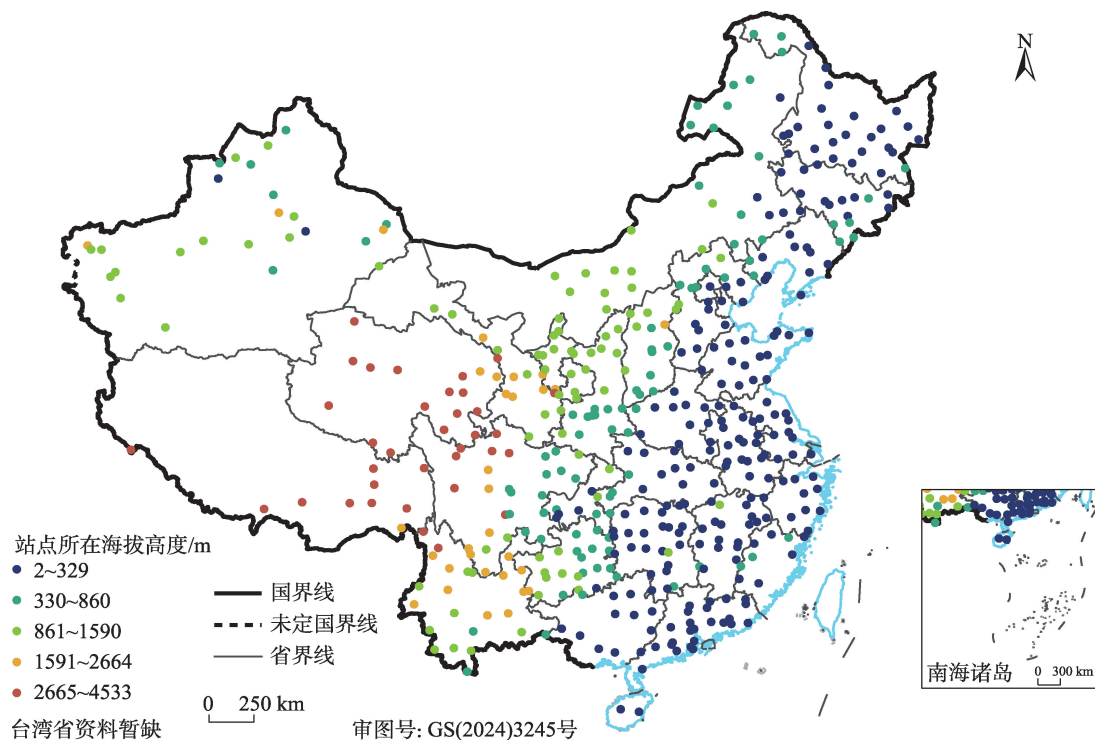 N
站点所在海拔高度/m
2~329
330~860
861~1590
1591~2664
2665~4533
国界线
未定国界线
省界线
0 250 km
台湾省资料暂缺
审图号: GS(2024)3245号
南海诸岛
0 300 km